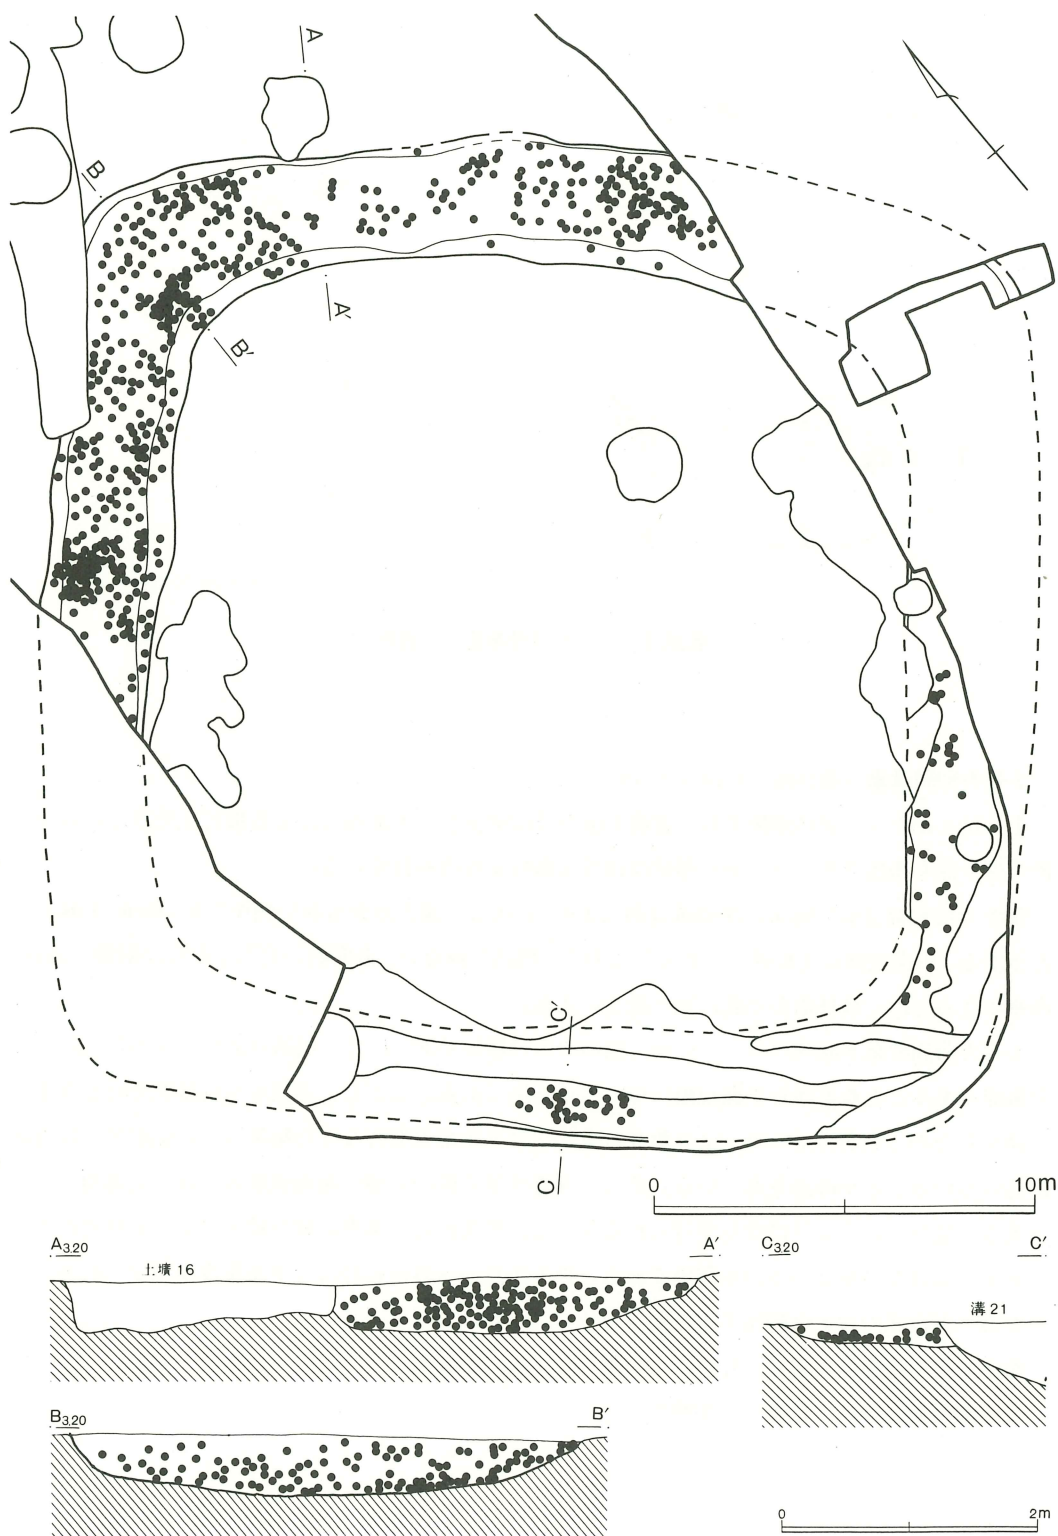 A
B
A′
B′
C′
C
0 10m
A3.20 A′
土壙 16
C3.20 C′
溝 21
B3.20 B′
0 2m